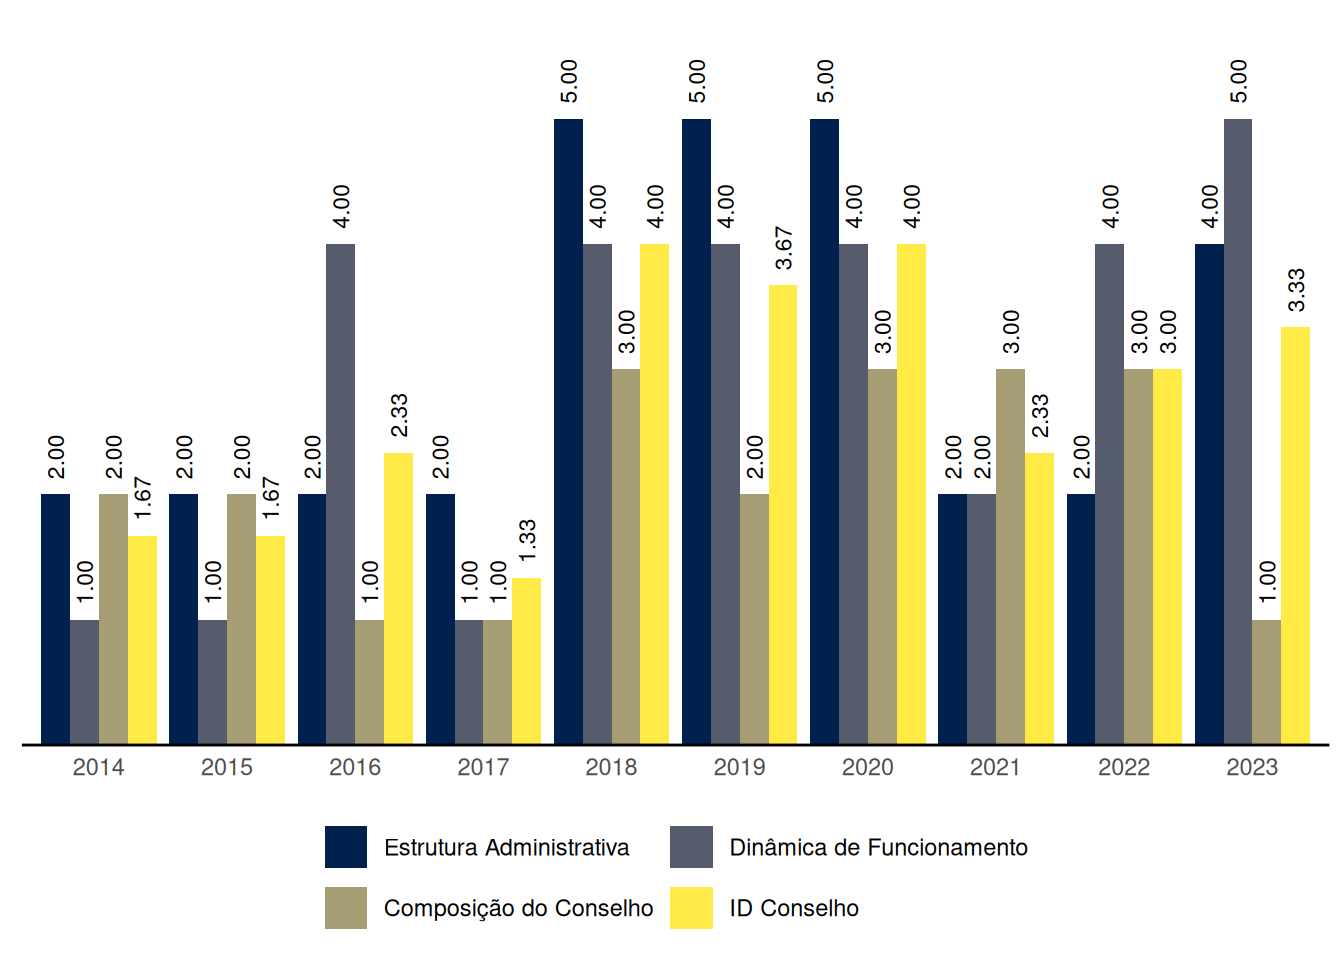 5.00 5.00 5.00 5.00
4.00 4.00 4.00 4.00 4.00 4.00 4.00 4.00
3.67
3.33
3.00 3.00 3.00 3.00 3.00
2.33 2.33
2.00 2.00 2.00 2.00 2.00 2.00 2.00 2.00 2.00 2.00
1.67 1.67
1.33
1.00 1.00 1.00 1.00 1.00 1.00
2014 2015 2016 2017 2018 2019 2020 2021 2022 2023
Estrutura Administrativa Dinâmica de Funcionamento
Composição do Conselho ID Conselho